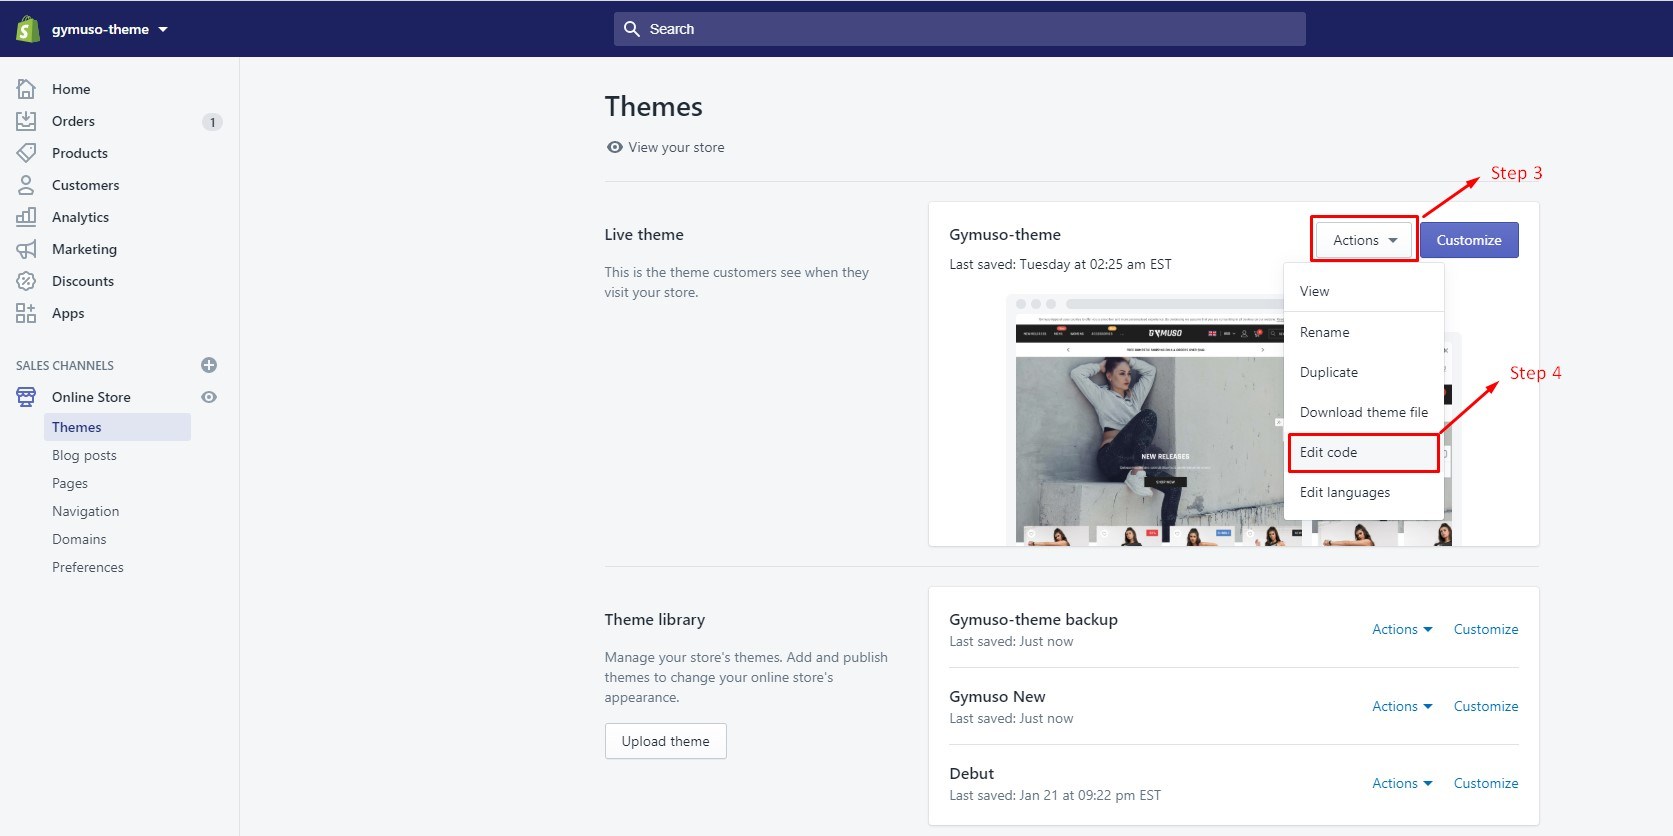 gymuso-theme
Search
Home
Orders
1
Products
Customers
Analytics
Marketing
Discounts
Apps
SALES CHANNELS
Online Store
Themes
Blog posts
Pages
Navigation
Domains
Preferences
Themes
View your store
Step 3
Live theme
This is the theme customers see when they
visit your store.
Gymuso-theme
Last saved: Tuesday at 02:25 am EST
Actions
Customize
View
Rename
Duplicate
Download theme file
Edit code
Edit languages
Step 4
GYMUSO
NEW RELEASES
SHOP NOW
Theme library
Manage your store's themes. Add and publish
themes to change your online store's
appearance.
Upload theme
Gymuso-theme backup
Last saved: Just now
Actions
Customize
Gymuso New
Last saved: Just now
Actions
Customize
Debut
Last saved: Jan 21 at 09:22 pm EST
Actions
Customize